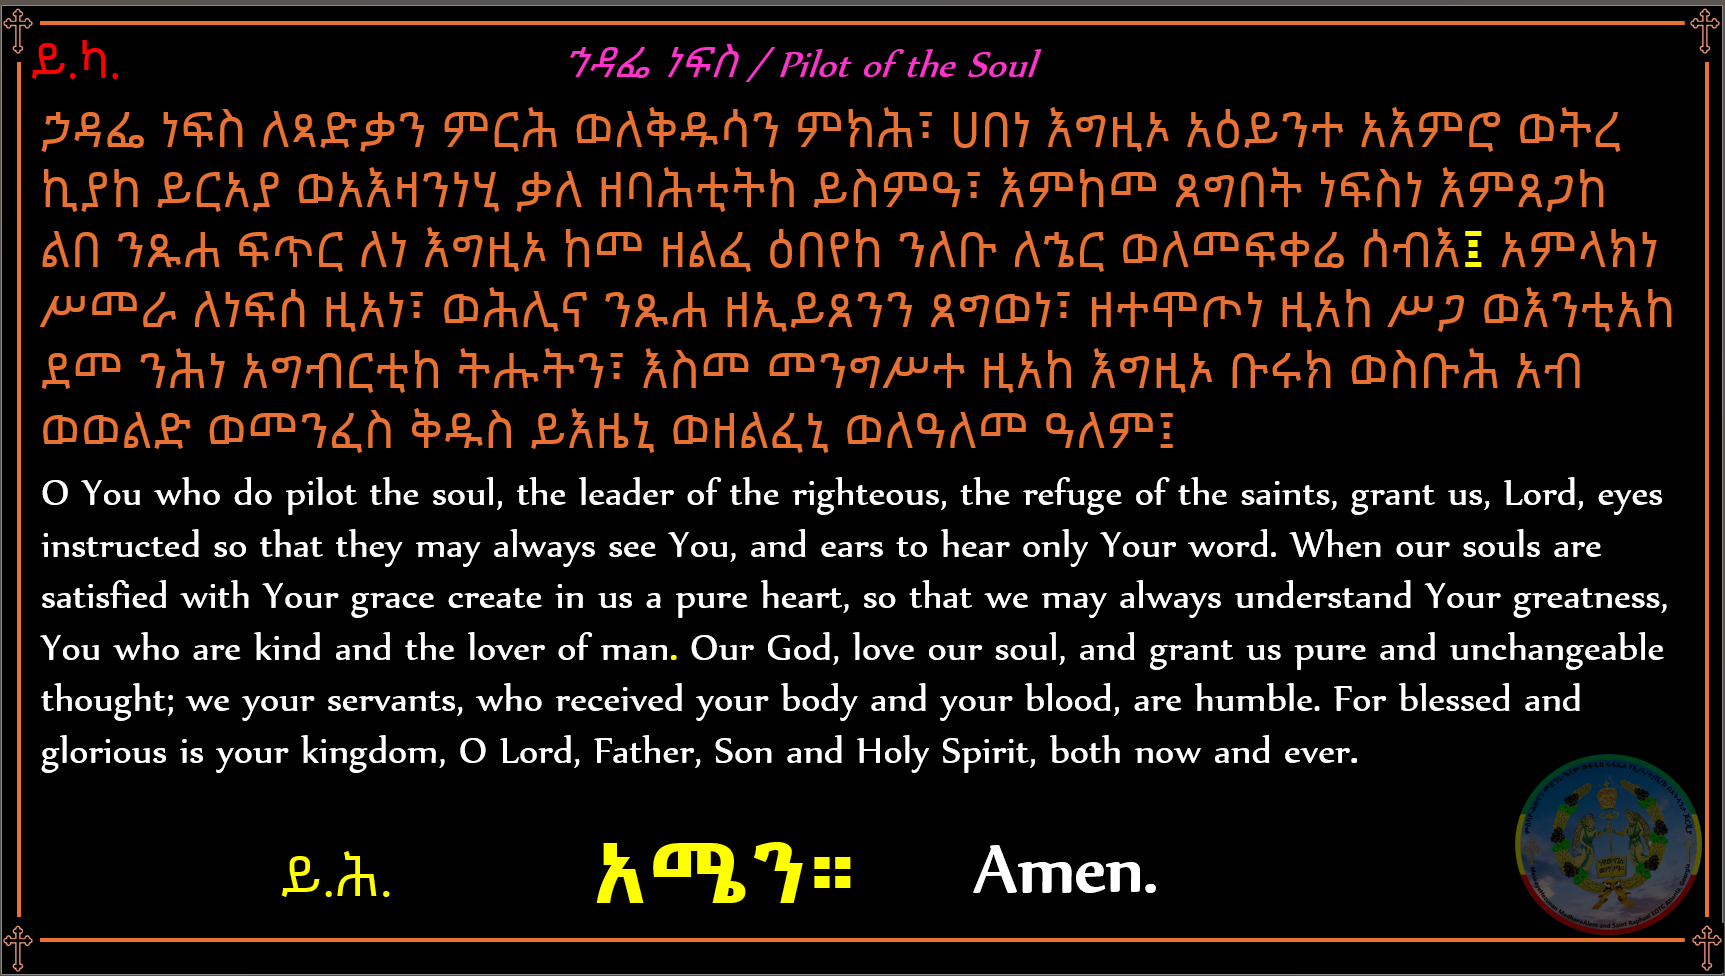 ይ.ካ.
ኀዳፌ ነፍስ / Pilot of the Soul
ኃዳፌ ነፍስ ለጻድቃን ምርሕ ወለቅዱሳን ምክሕ፣ ሀበነ እግዚኦ አዕይንተ አእምሮ ወትረ
ኪያከ ይርአያ ወአእዛንነሂ ቃለ ዘባሕቲትከ ይስምዓ፣ እምከመ ጸግበት ነፍስነ እምጸጋከ
ልበ ንጹሐ ፍጥር ለነ እግዚኦ ከመ ዘልፈ ዕበየከ ንለቡ ለኄር ወለመፍቀሬ ሰብእ፤ አምላክነ
ሥመራ ለነፍሰ ዚአነ፣ ወሕሊና ንጹሐ ዘኢይጸንን ጸግወነ፣ ዘተሞጦነ ዚአከ ሥጋ ወእንቲአከ
ደመ ንሕነ አግብርቲከ ትሑትን፣ እስመ መንግሥተ ዚአከ እግዚኦ ቡሩክ ወስቡሕ አብ
ወወልድ ወመንፈስ ቅዱስ ይእዜኒ ወዘልፈኒ ወለዓለመ ዓለም፤
O You who do pilot the soul, the leader of the righteous, the refuge of the saints, grant us, Lord, eyes
instructed so that they may always see You, and ears to hear only Your word. When our souls are
satisfied with Your grace create in us a pure heart, so that we may always understand Your greatness,
You who are kind and the lover of man. Our God, love our soul, and grant us pure and unchangeable
thought; we your servants, who received your body and your blood, are humble. For blessed and
glorious is your kingdom, O Lord, Father, Son and Holy Spirit, both now and ever.
ይ.ሕ. አሜን። Amen.